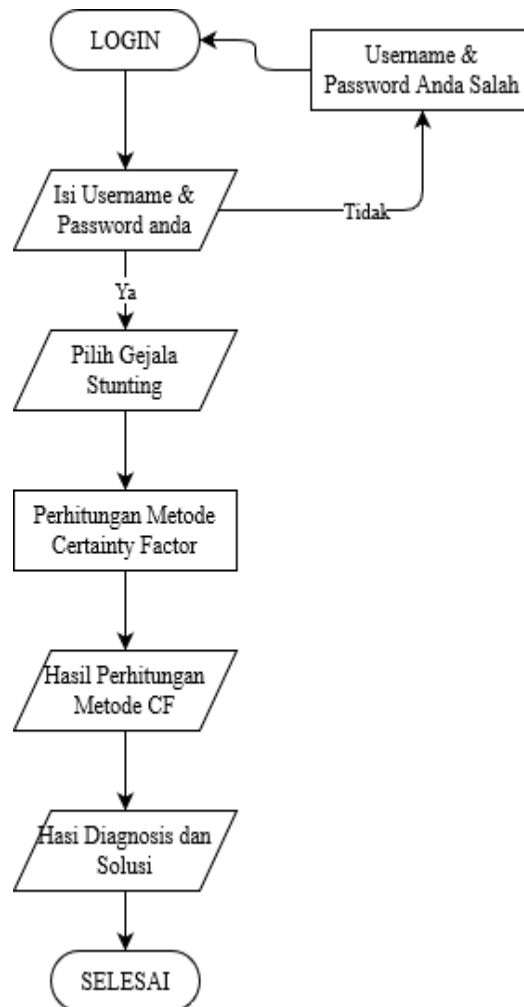 LOGIN
Username &
Password Anda Salah
Isi Username &
Password anda
Tidak
Ya
Pilih Gejala
Stunting
Perhitungan Metode
Certainty Factor
Hasil Perhitungan
Metode CF
Hasi Diagnosis dan
Solusi
SELESAI